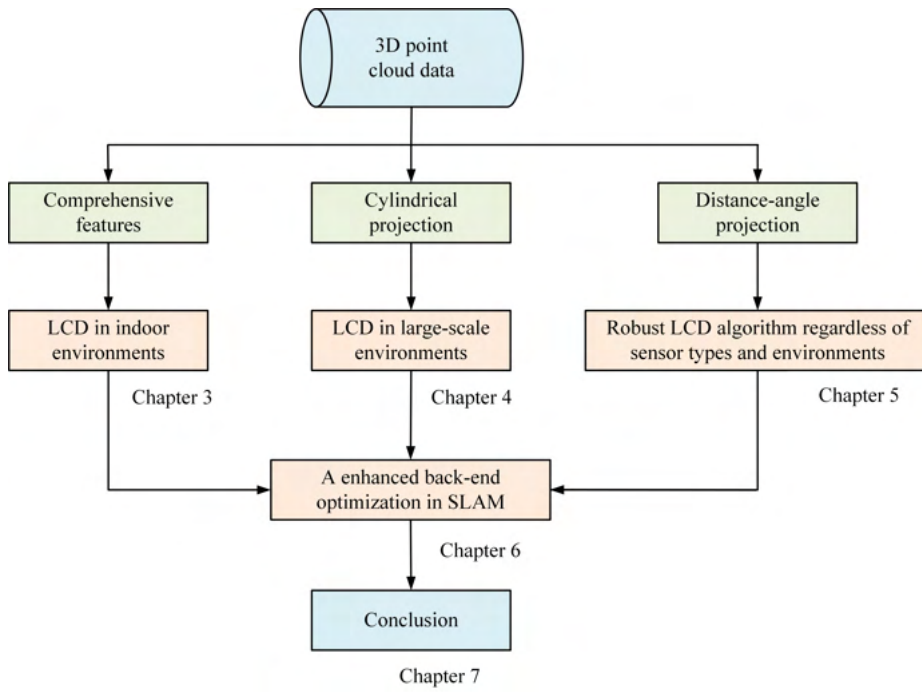 3D point
cloud data
Comprehensive
features
Cylindrical
projection
Distance-angle
projection
LCD in indoor
environments
LCD in large-scale
environments
Robust LCD algorithm regardless of
sensor types and environments
Chapter 3
Chapter 4
Chapter 5
A enhanced back-end
optimization in SLAM
Chapter 6
Conclusion
Chapter 7